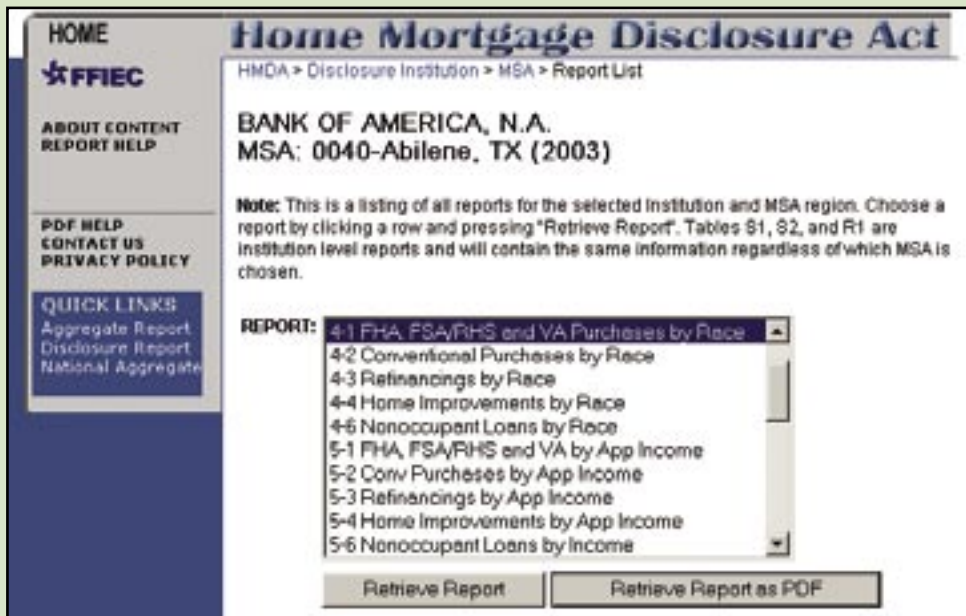 HOME
FFIEC
ABOUT CONTENT
REPORT HELP
PDF HELP
CONTACT US
PRIVACY POLICY
QUICK LINKS
Aggregate Report
Disclosure Report
National Aggregate
Home Mortgage Disclosure Act
HMDA > Disclosure Institution > MSA > Report List
BANK OF AMERICA, N.A.
MSA: 0040-Abilene, TX (2003)
Note: This is a listing of all reports for the selected Institution and MSA region. Choose a
report by clicking a row and pressing "Retrieve Report". Tables S1, S2, and R1 are
institution level reports and will contain the same information regardless of which MSA is
chosen.
REPORT:
4-1 FHA, FSA/RHS and VA Purchases by Race
4-2 Conventional Purchases by Race
4-3 Refinancings by Race
4-4 Home Improvements by Race
4-6 Nonoccupant Loans by Race
5-1 FHA, FSA/RHS and VA by App Income
5-2 Conv Purchases by App Income
5-3 Refinancings by App Income
5-4 Home Improvements by App Income
5-6 Nonoccupant Loans by Income
Retrieve Report
Retrieve Report as PDF